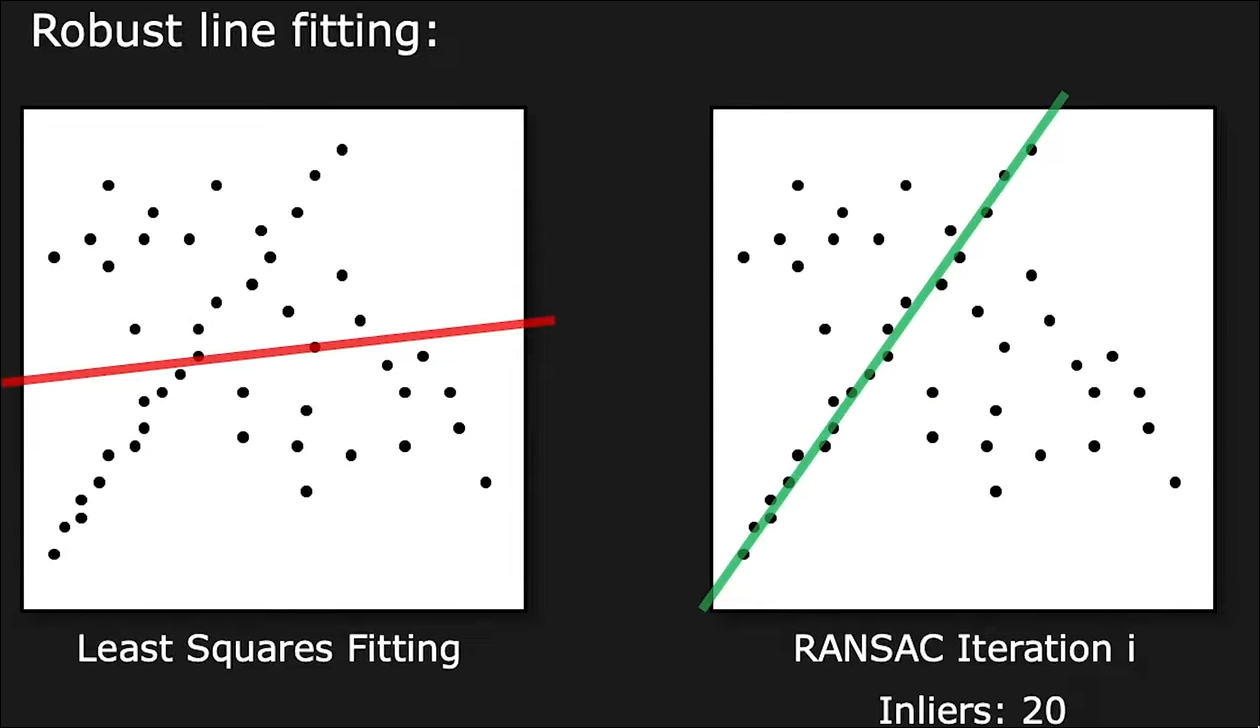 Robust line fitting:
Least Squares Fitting
RANSAC Iteration i
Inliers: 20